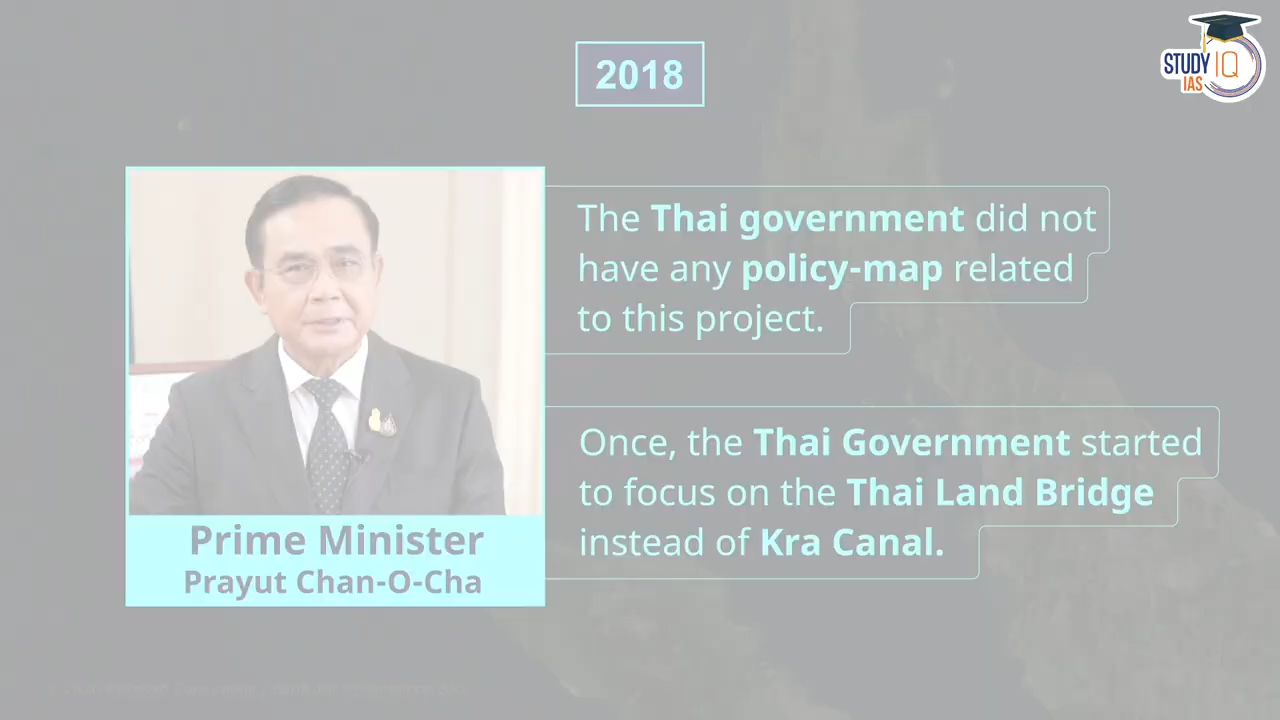 2018
STUDY IQ
IAS
The Thai government did not
have any policy-map related
to this project.
Once, the Thai Government started
to focus on the Thai Land Bridge
instead of Kra Canal.
Prime Minister
Prayut Chan-O-Cha